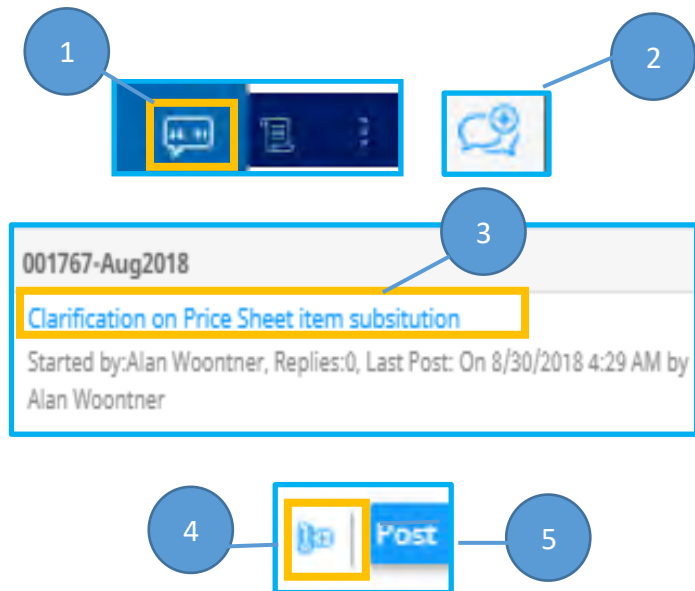 1
2
3
001767-Aug2018
Clarification on Price Sheet item subsitution
Started by:Alan Woontner, Replies:0, Last Post: On 8/30/2018 4:29 AM by
Alan Woontner
4
Post
5